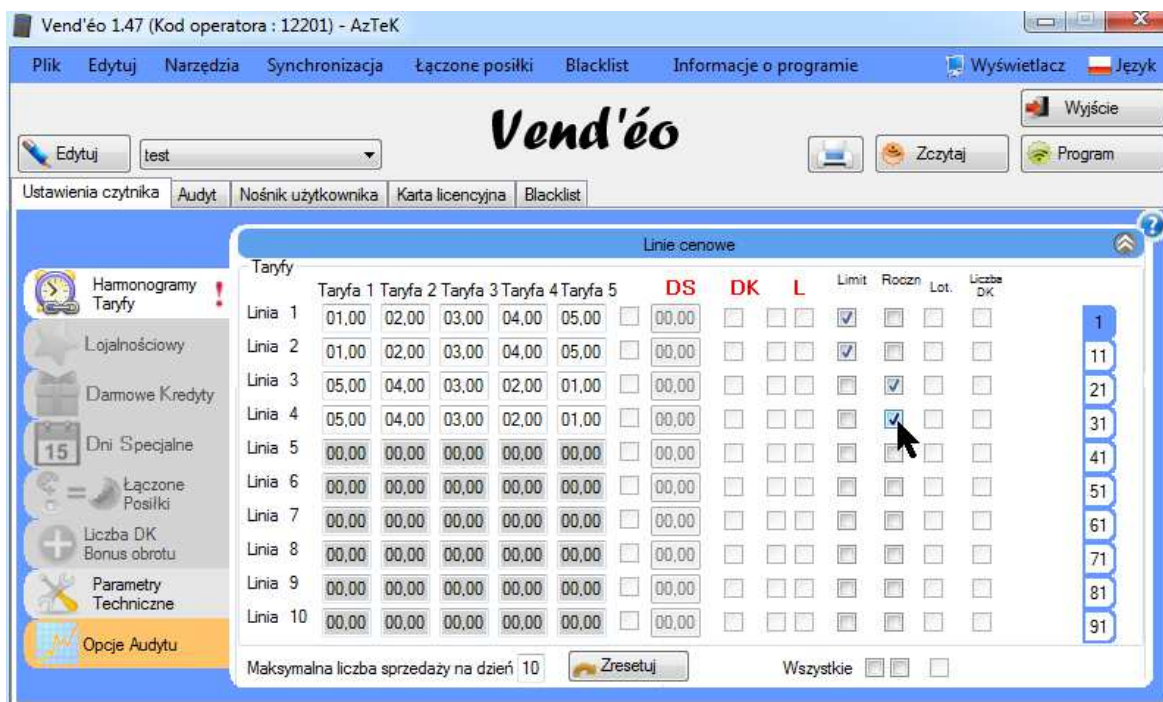 Vend'éo 1.47 (Kod operatora : 12201) - AzTeK
Plik Edytuj Narzędzia Synchronizacja Łączone posiłki Blacklist Informacje o programie Wyświetlacz Język
Vend'éo
Wyjście
Edytuj test Zczytaj Program
Ustawienia czytnika Audyt Nośnik użytkownika Karta licencyjna Blacklist
?
Linie cenowe
Harmonogramy
Taryfy
!
Lojalnościowy
Darmowe Kredyty
15 Dni Specjalne
Łączone
Posiłki
Liczba DK
Bonus obrotu
Parametry
Techniczne
Opcje Audytu
Taryfy
Taryfa 1 Taryfa 2 Taryfa 3 Taryfa 4 Taryfa 5 DS DK L Limit Roczn Lot. Liczba DK
Linia 1 01,00 02,00 03,00 04,00 05,00 00,00 1
Linia 2 01,00 02,00 03,00 04,00 05,00 00,00 11
Linia 3 05,00 04,00 03,00 02,00 01,00 00,00 21
Linia 4 05,00 04,00 03,00 02,00 01,00 00,00 31
Linia 5 00,00 00,00 00,00 00,00 00,00 00,00 41
Linia 6 00,00 00,00 00,00 00,00 00,00 00,00 51
Linia 7 00,00 00,00 00,00 00,00 00,00 00,00 61
Linia 8 00,00 00,00 00,00 00,00 00,00 00,00 71
Linia 9 00,00 00,00 00,00 00,00 00,00 00,00 81
Linia 10 00,00 00,00 00,00 00,00 00,00 00,00 91
Maksymalna liczba sprzedaży na dzień 10 Zresetuj Wszystkie